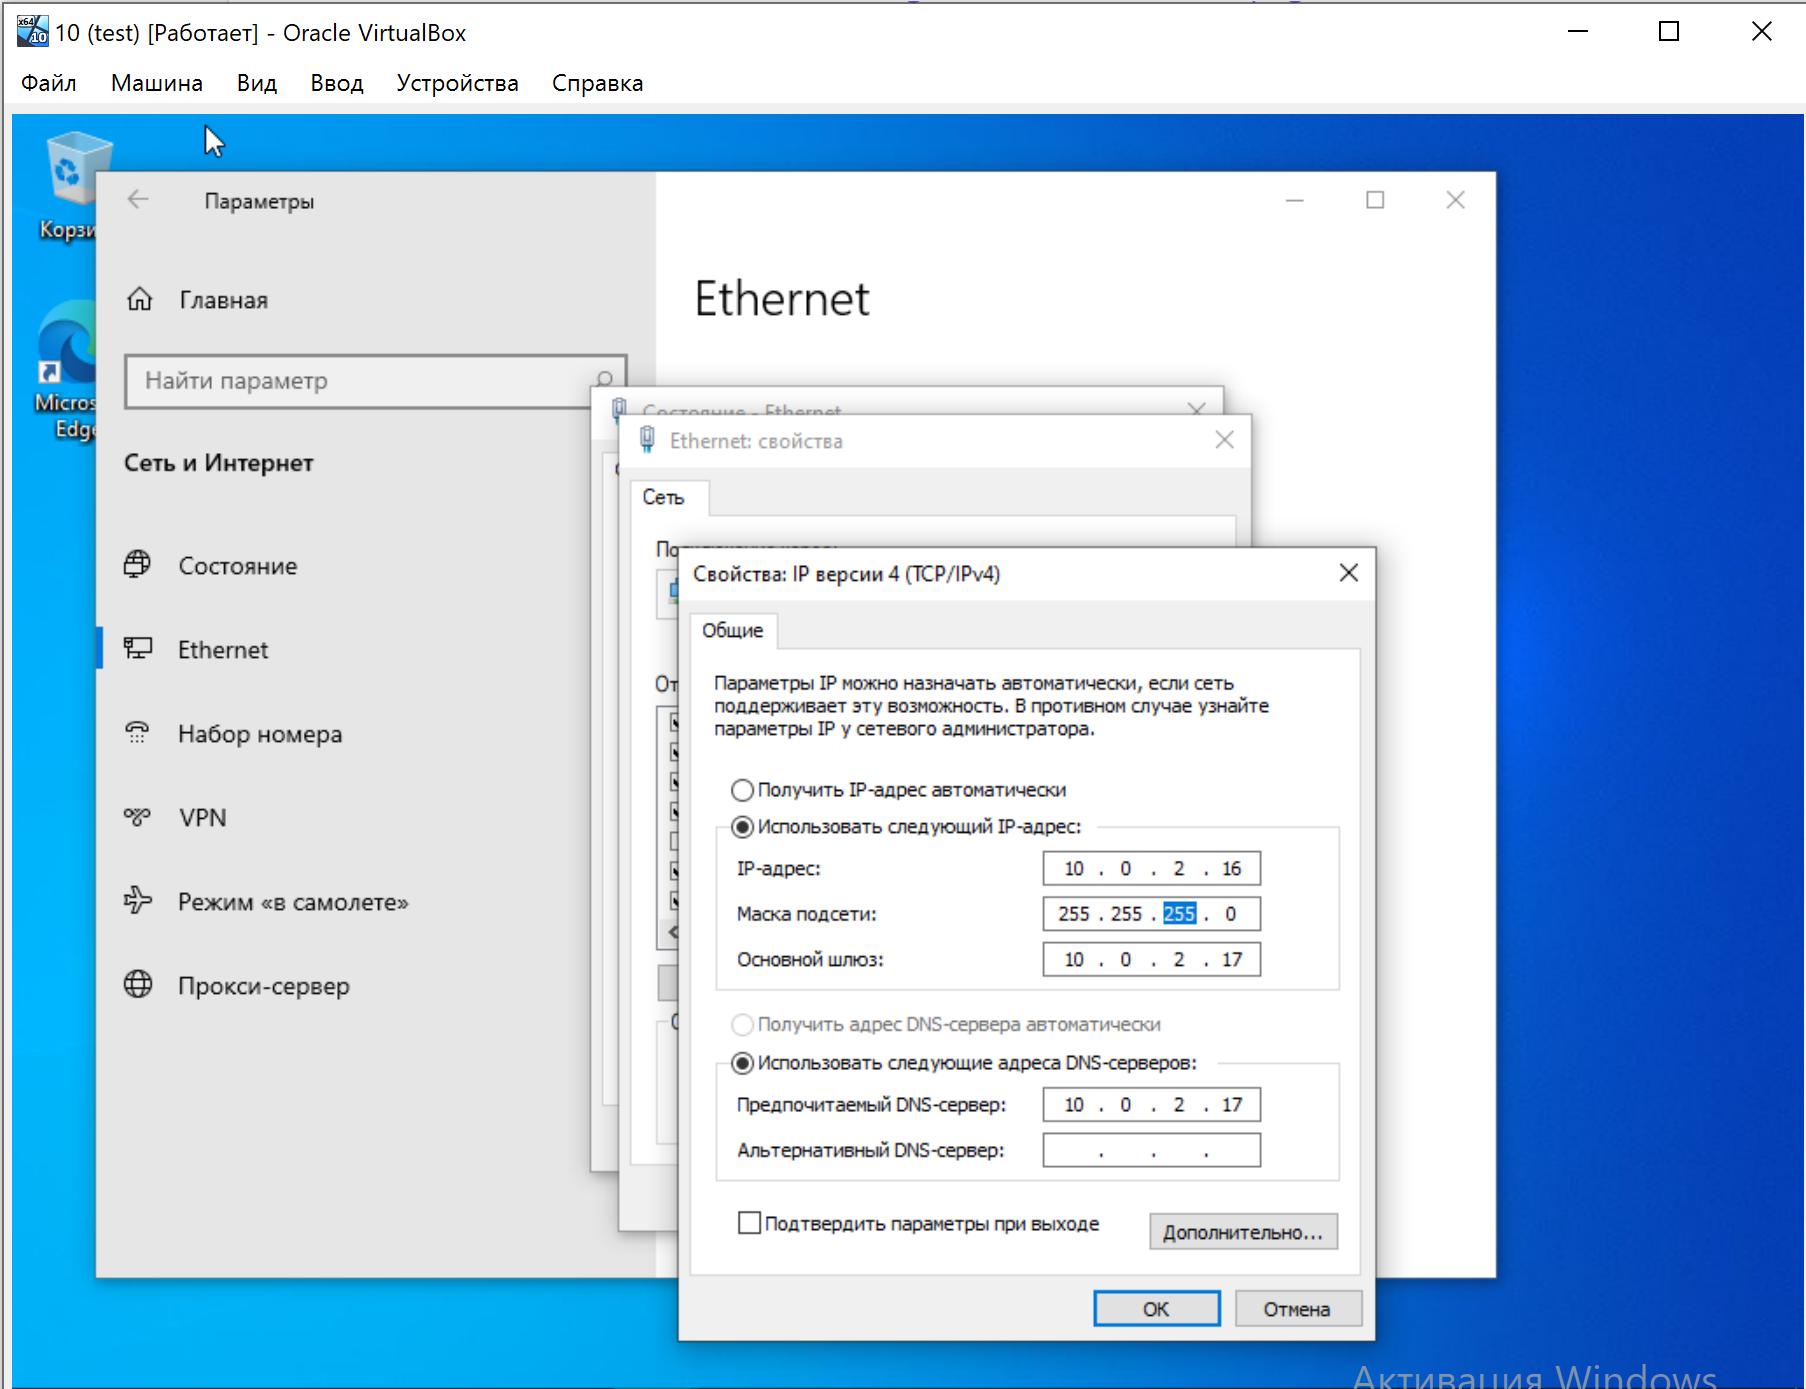 10 (test) [Работает] - Oracle VirtualBox
Файл Машина Вид Ввод Устройства Справка
Параметры
Главная
Найти параметр
Сеть и Интернет
Состояние
Ethernet
Набор номера
VPN
Режим «в самолете»
Прокси-сервер
Ethernet
Состояние - Ethernet
Ethernet: свойства
Сеть
Свойства: IP версии 4 (TCP/IPv4)
Общие
Параметры IP можно назначать автоматически, если сеть
поддерживает эту возможность. В противном случае узнайте
параметры IP у сетевого администратора.
Получить IP-адрес автоматически
Использовать следующий IP-адрес:
IP-адрес: 10 . 0 . 2 . 16
Маска подсети: 255 . 255 . 255 . 0
Основной шлюз: 10 . 0 . 2 . 17
Получить адрес DNS-сервера автоматически
Использовать следующие адреса DNS-серверов:
Предпочитаемый DNS-сервер: 10 . 0 . 2 . 17
Альтернативный DNS-сервер: . . .
Подтвердить параметры при выходе
Дополнительно...
ОК Отмена
Активация Windows